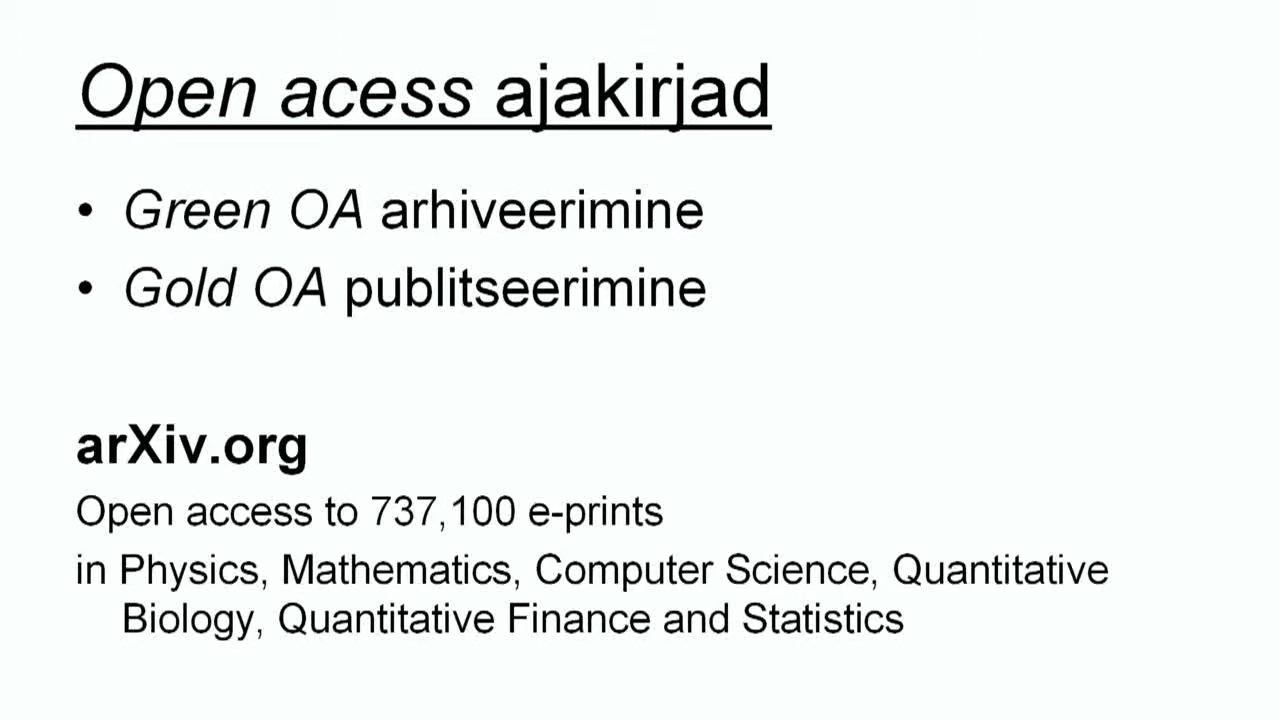 Open acess ajakirjad
• Green OA arhiveerimine
• Gold OA publitseerimine
arXiv.org
Open access to 737,100 e-prints
in Physics, Mathematics, Computer Science, Quantitative
Biology, Quantitative Finance and Statistics